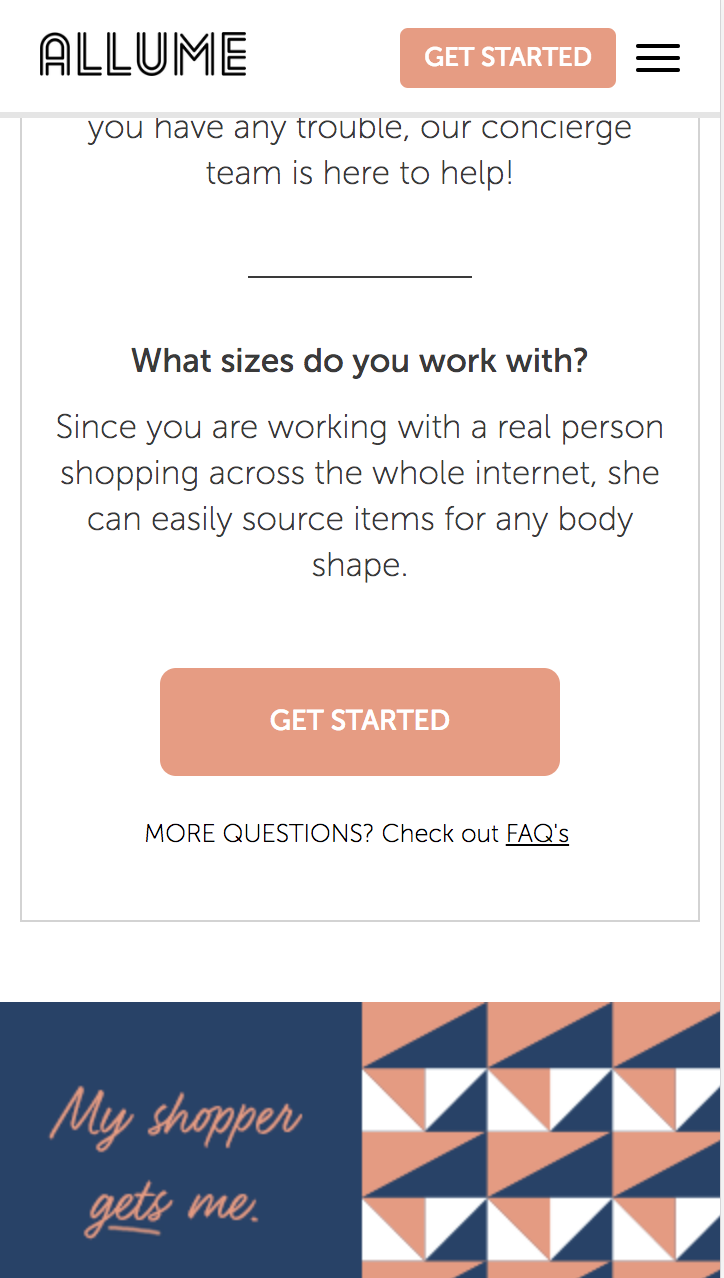 ALLUME
GET STARTED
you have any trouble, our concierge
team is here to help!
What sizes do you work with?
Since you are working with a real person
shopping across the whole internet, she
can easily source items for any body
shape.
GET STARTED
MORE QUESTIONS? Check out FAQ's
My shopper
gets me.